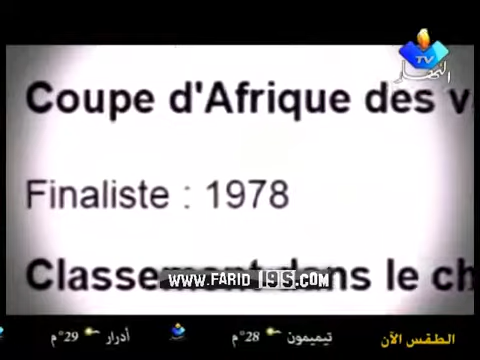 TV
النهار
Coupe d'Afrique des v
Finaliste : 1978
WWW.FARID 19S.COM
Classement dans le ch
الطقس الآن تيميمون 28°م أدرار 29°م